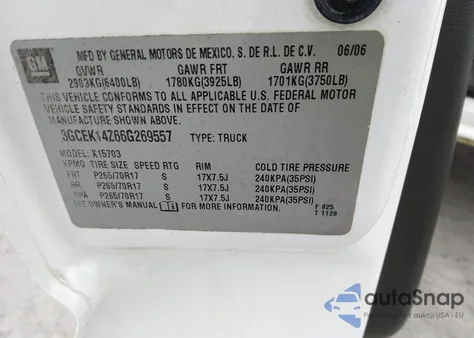 GM
MFD BY GENERAL MOTORS DE MEXICO, S. DE R.L. DE C.V. 06/06
GVWR GAWR FRT GAWR RR
2903KG(6400LB) 1780KG(3925LB) 1701KG(3750LB)
THIS VEHICLE CONFORMS TO ALL APPLICABLE U.S. FEDERAL MOTOR
VEHICLE SAFETY STANDARDS IN EFFECT ON THE DATE OF
MANUFACTURE SHOWN ABOVE.
3GCEK14Z66G269557 TYPE: TRUCK
MODEL: K15703
TIRE SIZE SPEED RTG RIM COLD TIRE PRESSURE
FRT P265/70R17 S 17X7.5J 240KPA(35PSI)
RR P265/70R17 S 17X7.5J 240KPA(35PSI)
SPA P265/70R17 S 17X7.5J 240KPA(35PSI)
SEE OWNER'S MANUAL FOR MORE INFORMATION. F 825
T 1128
autoSnap
Pojazdy z aukcji USA i EU